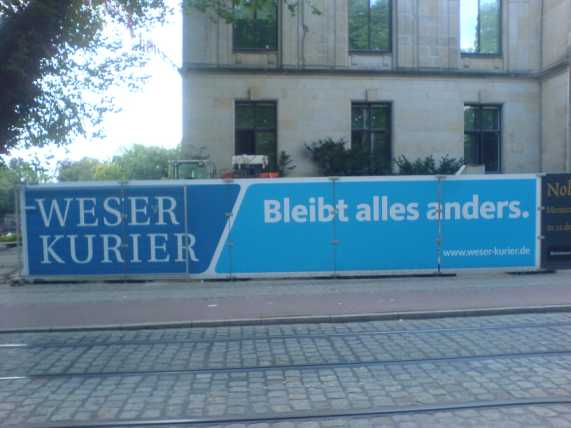 WESER
KURIER
Bleibt alles anders.
www.weser-kurier.de